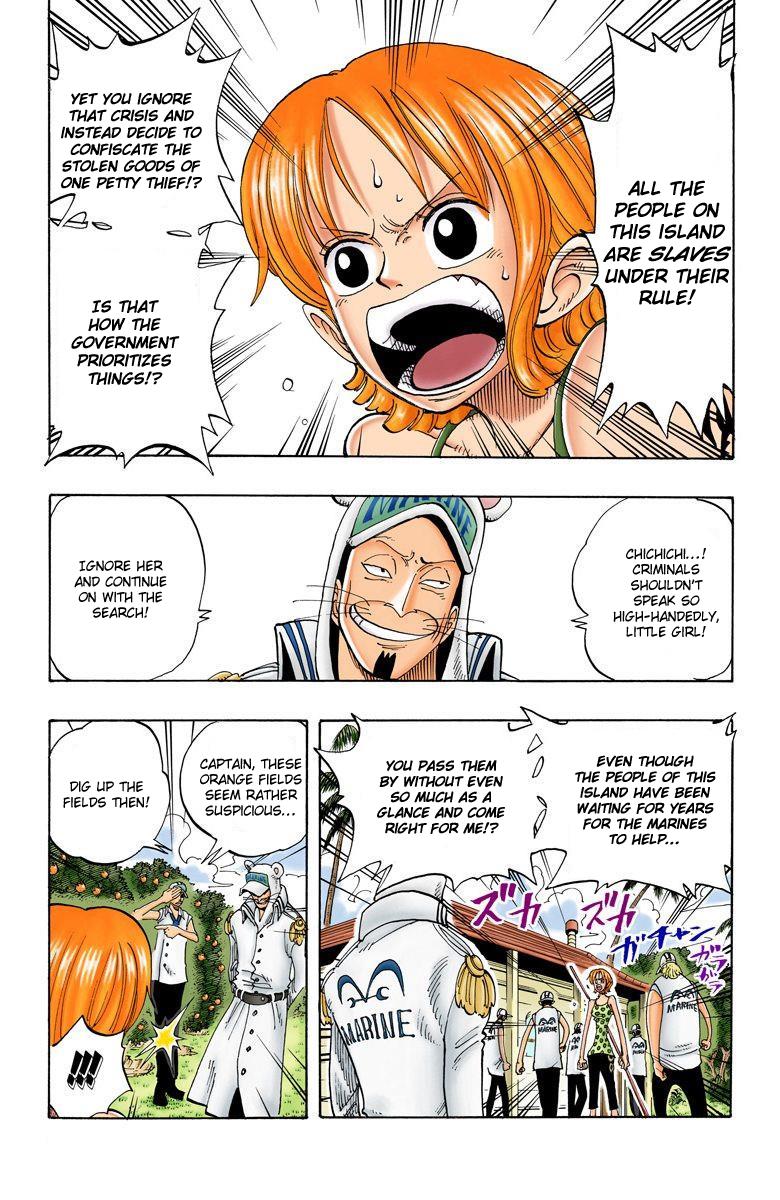 ALL THE
PEOPLE ON
THIS ISLAND
ARE SLAVES
UNDER THEIR
RULE!
YET YOU IGNORE
THAT CRISIS AND
INSTEAD DECIDE TO
CONFISCATE THE
STOLEN GOODS OF
ONE PETTY THIEF!?
IS THAT
HOW THE
GOVERNMENT
PRIORITIZES
THINGS!?
CHICHICHI...!
CRIMINALS
SHOULDN'T
SPEAK SO
HIGH-HANDEDLY,
LITTLE GIRL!
MARINE
IGNORE HER
AND CONTINUE
ON WITH THE
SEARCH!
EVEN THOUGH
THE PEOPLE OF THIS
ISLAND HAVE BEEN
WAITING FOR YEARS
FOR THE MARINES
TO HELP...
YOU PASS THEM
BY WITHOUT EVEN
SO MUCH AS A
GLANCE AND COME
RIGHT FOR ME!?
ズカ
ズカ
ガチャン
ガラガラ
MARINE
MARINE
CAPTAIN, THESE
ORANGE FIELDS
SEEM RATHER
SUSPICIOUS...
DIG UP THE
FIELDS THEN!
MARINE
!!!